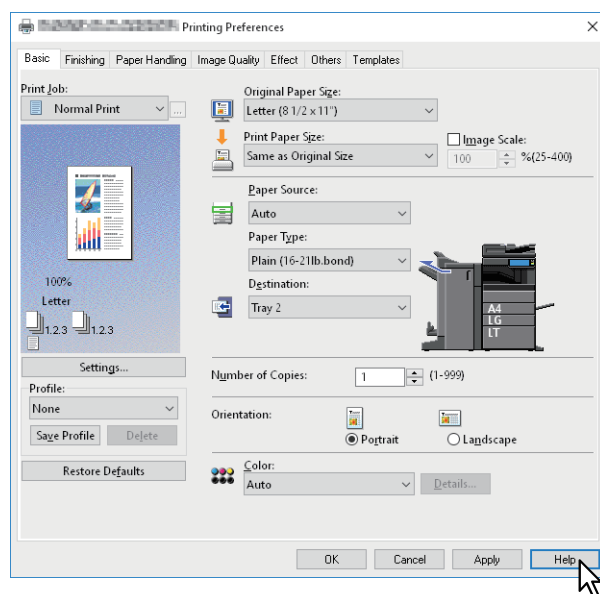 Printing Preferences
Basic Finishing Paper Handling Image Quality Effect Others Templates
Print Job:
Normal Print
...
100%
Letter
1.2.3 1.2.3
Settings...
Profile:
None
Save Profile Delete
Restore Defaults
Original Paper Size:
Letter (8 1/2 x 11")
Print Paper Size:
Same as Original Size
Image Scale:
100 %(25-400)
Paper Source:
Auto
Paper Type:
Plain (16-21lb.bond)
Destination:
Tray 2
A4
LG
LT
Number of Copies: 1 (1-999)
Orientation:
Portrait Landscape
Color:
Auto Details...
OK Cancel Apply Help